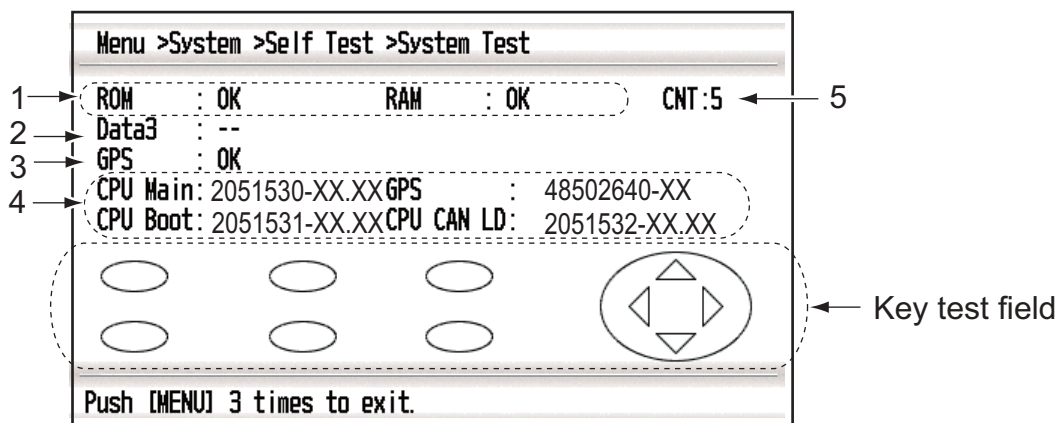 Menu >System >Self Test >System Test
1 ROM : OK RAM : OK CNT:5 5
2 Data3 : --
3 GPS : OK
4 CPU Main: 2051530-XX.XX GPS : 48502640-XX
CPU Boot: 2051531-XX.XX CPU CAN LD: 2051532-XX.XX
Key test field
Push [MENU] 3 times to exit.